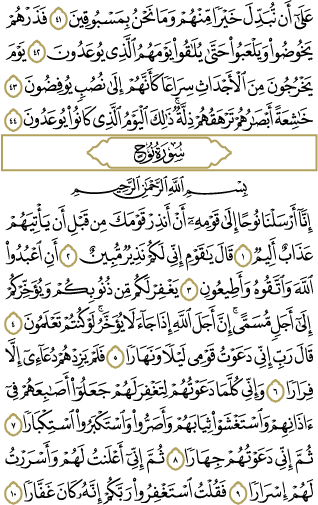 عَلَىٰٓ أَن نُّبَدِّلَ خَيْرًا مِّنْهُمْ وَمَا نَحْنُ بِمَسْبُوقِينَ ٤١ فَذَرْهُمْ
يَخُوضُوا۟ وَيَلْعَبُوا۟ حَتَّىٰ يُلَٰقُوا۟ يَوْمَهُمُ ٱلَّذِى يُوعَدُونَ ٤٢ يَوْمَ
يَخْرُجُونَ مِنَ ٱلْأَجْدَاثِ سِرَاعًا كَأَنَّهُمْ إِلَىٰ نُصُبٍ يُوفِضُونَ ٤٣
خَٰشِعَةً أَبْصَٰرُهُمْ تَرْهَقُهُمْ ذِلَّةٌ ۚ ذَٰلِكَ ٱلْيَوْمُ ٱلَّذِى كَانُوا۟ يُوعَدُونَ ٤٤
سُورَةُ نُوحٍ
بِسْمِ ٱللَّهِ ٱلرَّحْمَٰنِ ٱلرَّحِيمِ
إِنَّآ أَرْسَلْنَا نُوحًا إِلَىٰ قَوْمِهِۦٓ أَنْ أَنذِرْ قَوْمَكَ مِن قَبْلِ أَن يَأْتِيَهُمْ
عَذَابٌ أَلِيمٌ ١ قَالَ يَٰقَوْمِ إِنِّى لَكُمْ نَذِيرٌ مُّبِينٌ ٢ أَنِ ٱعْبُدُوا۟
ٱللَّهَ وَٱتَّقُوهُ وَأَطِيعُونِ ٣ يَغْفِرْ لَكُم مِّن ذُنُوبِكُمْ وَيُؤَخِّرْكُمْ
إِلَىٰٓ أَجَلٍ مُّسَمًّى ۚ إِنَّ أَجَلَ ٱللَّهِ إِذَا جَآءَ لَا يُؤَخَّرُ ۖ لَوْ كُنتُمْ تَعْلَمُونَ ٤
قَالَ رَبِّ إِنِّى دَعَوْتُ قَوْمِى لَيْلًا وَنَهَارًا ٥ فَلَمْ يَزِدْهُمْ دُعَآءِىٓ إِلَّا
فِرَارًا ٦ وَإِنِّى كُلَّمَا دَعَوْتُهُمْ لِتَغْفِرَ لَهُمْ جَعَلُوٓا۟ أَصَٰبِعَهُمْ فِىٓ
ءَاذَانِهِمْ وَٱسْتَغْشَوْا۟ ثِيَابَهُمْ وَأَصَرُّوا۟ وَٱسْتَكْبَرُوا۟ ٱسْتِكْبَارًا ٧
ثُمَّ إِنِّى دَعَوْتُهُمْ جِهَارًا ٨ ثُمَّ إِنِّىٓ أَعْلَنتُ لَهُمْ وَأَسْرَرْتُ
لَهُمْ إِسْرَارًا ٩ فَقُلْتُ ٱسْتَغْفِرُوا۟ رَبَّكُمْ إِنَّهُۥ كَانَ غَفَّارًا ١٠